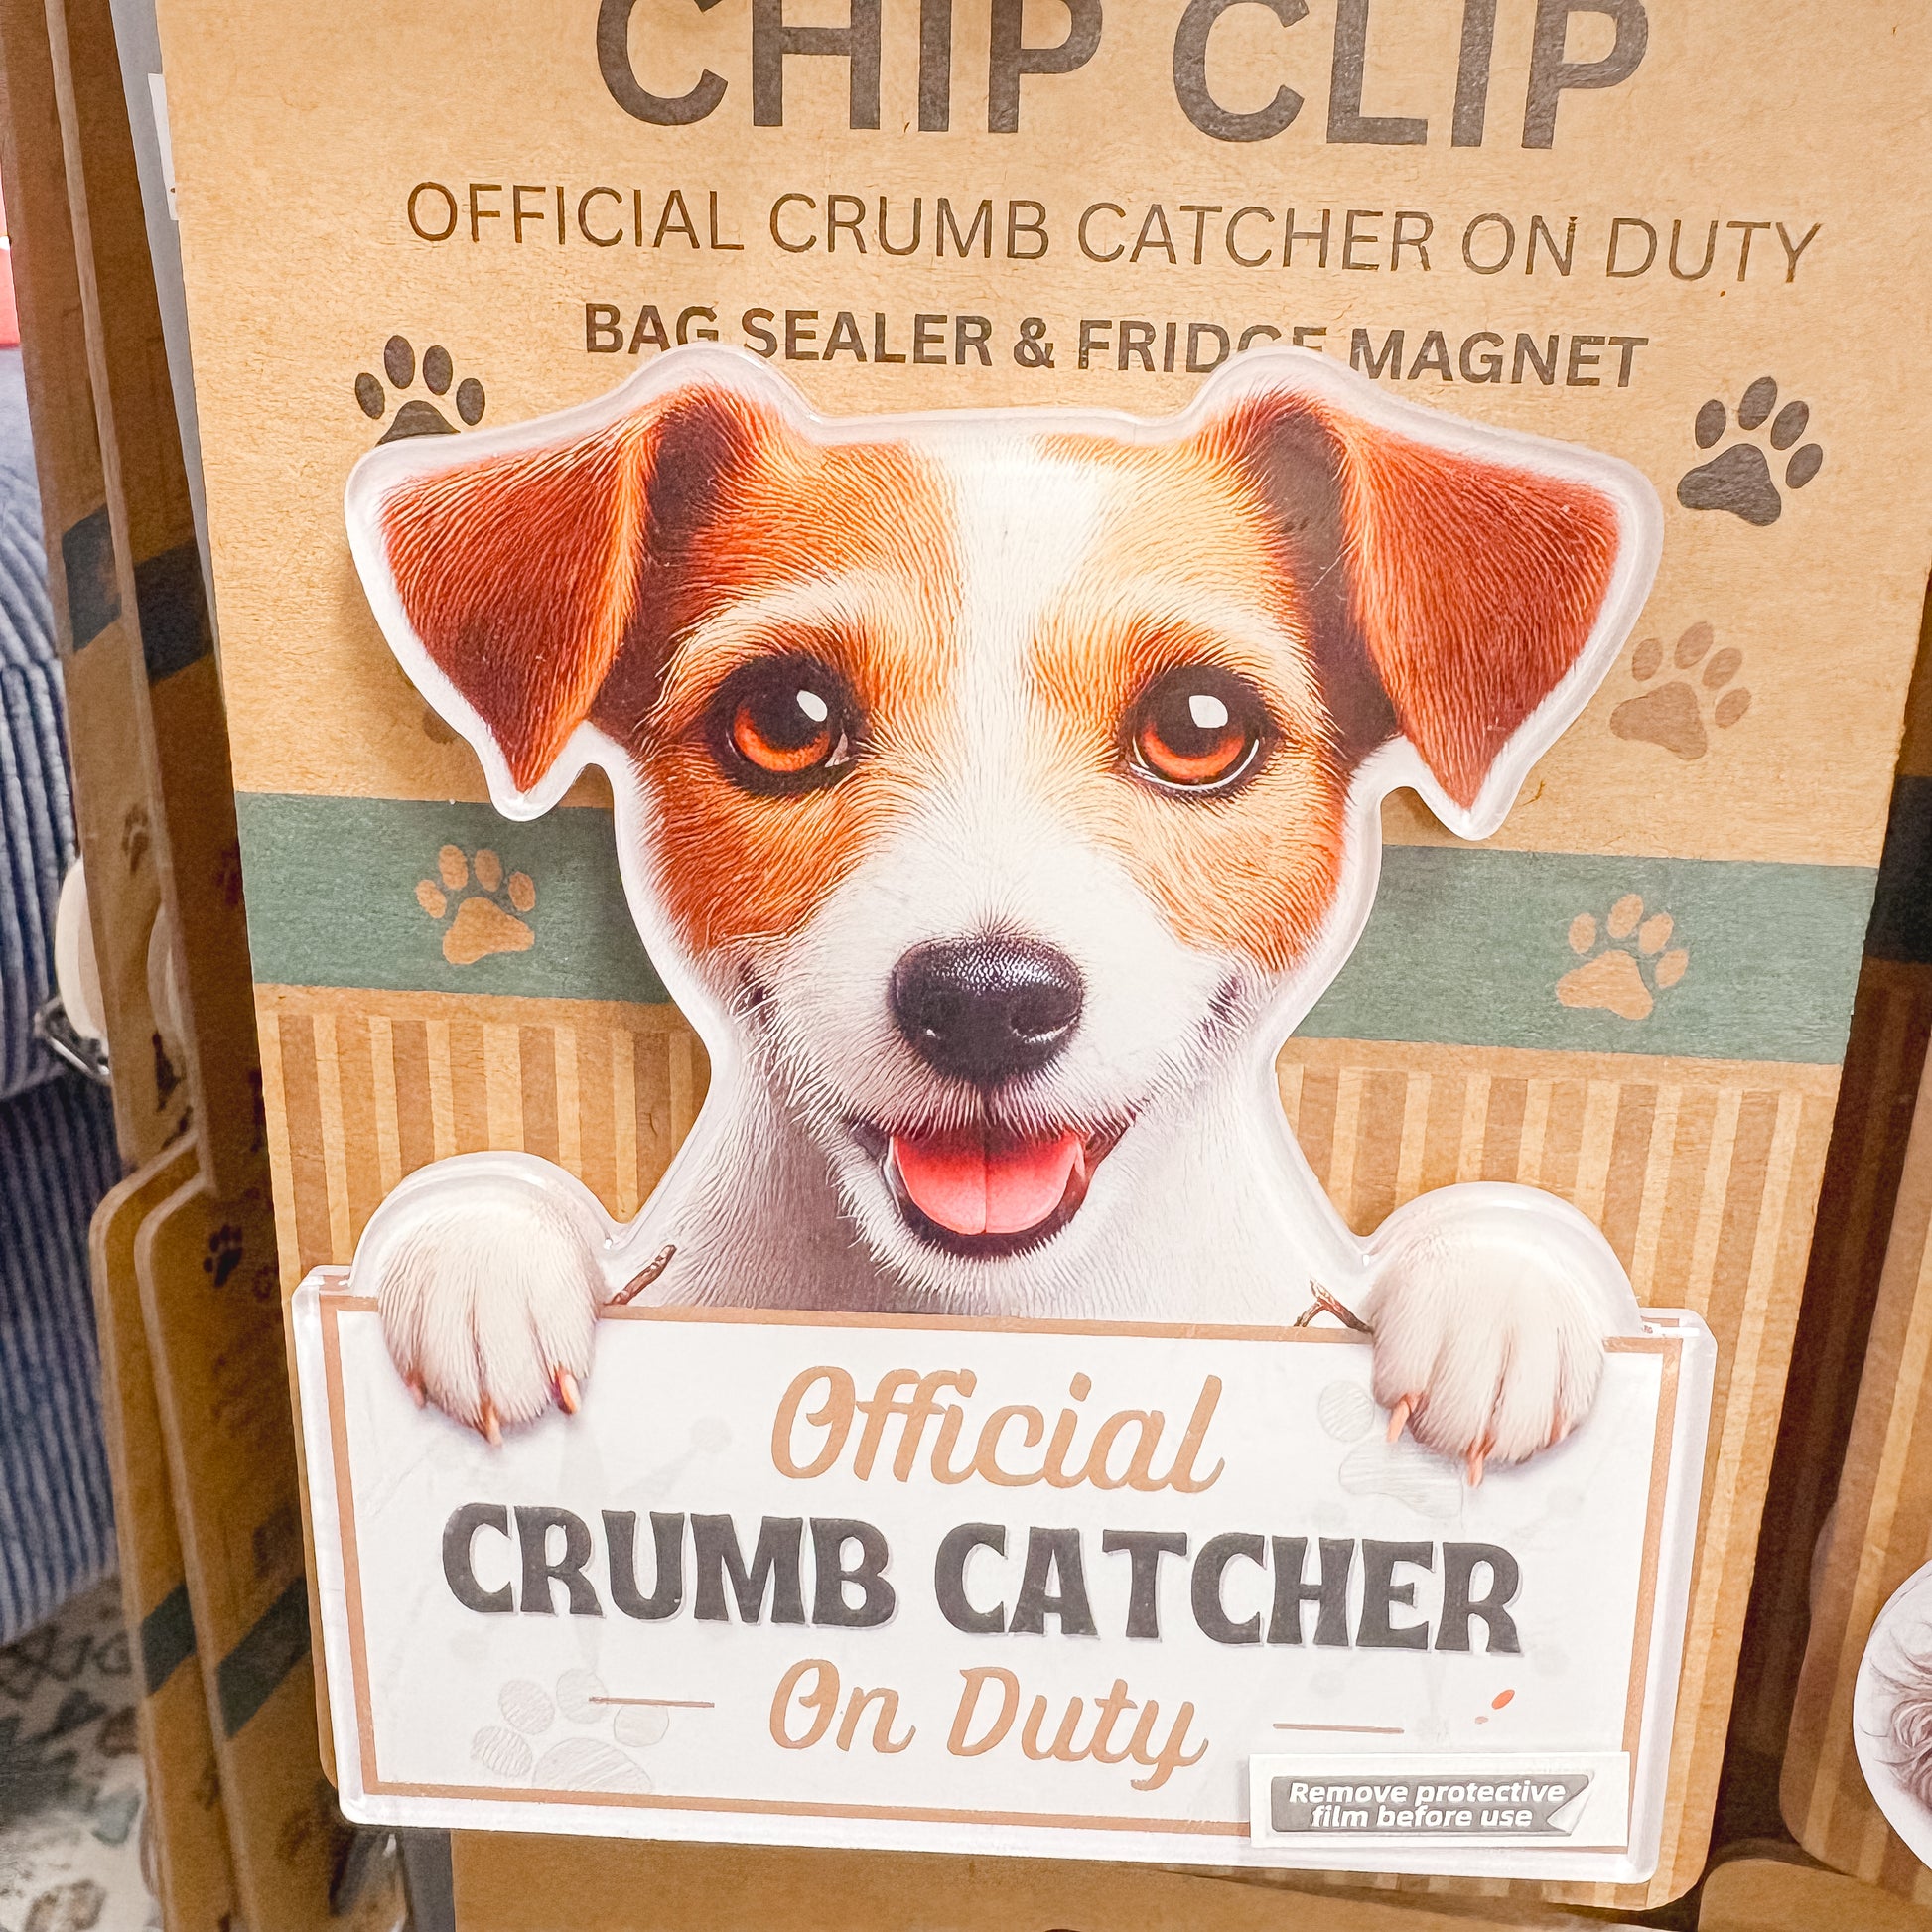 CHIP CLIP
OFFICIAL CRUMB CATCHER ON DUTY
BAG SEALER & FRIDGE MAGNET
Official
CRUMB CATCHER
On Duty
Remove protective
film before use